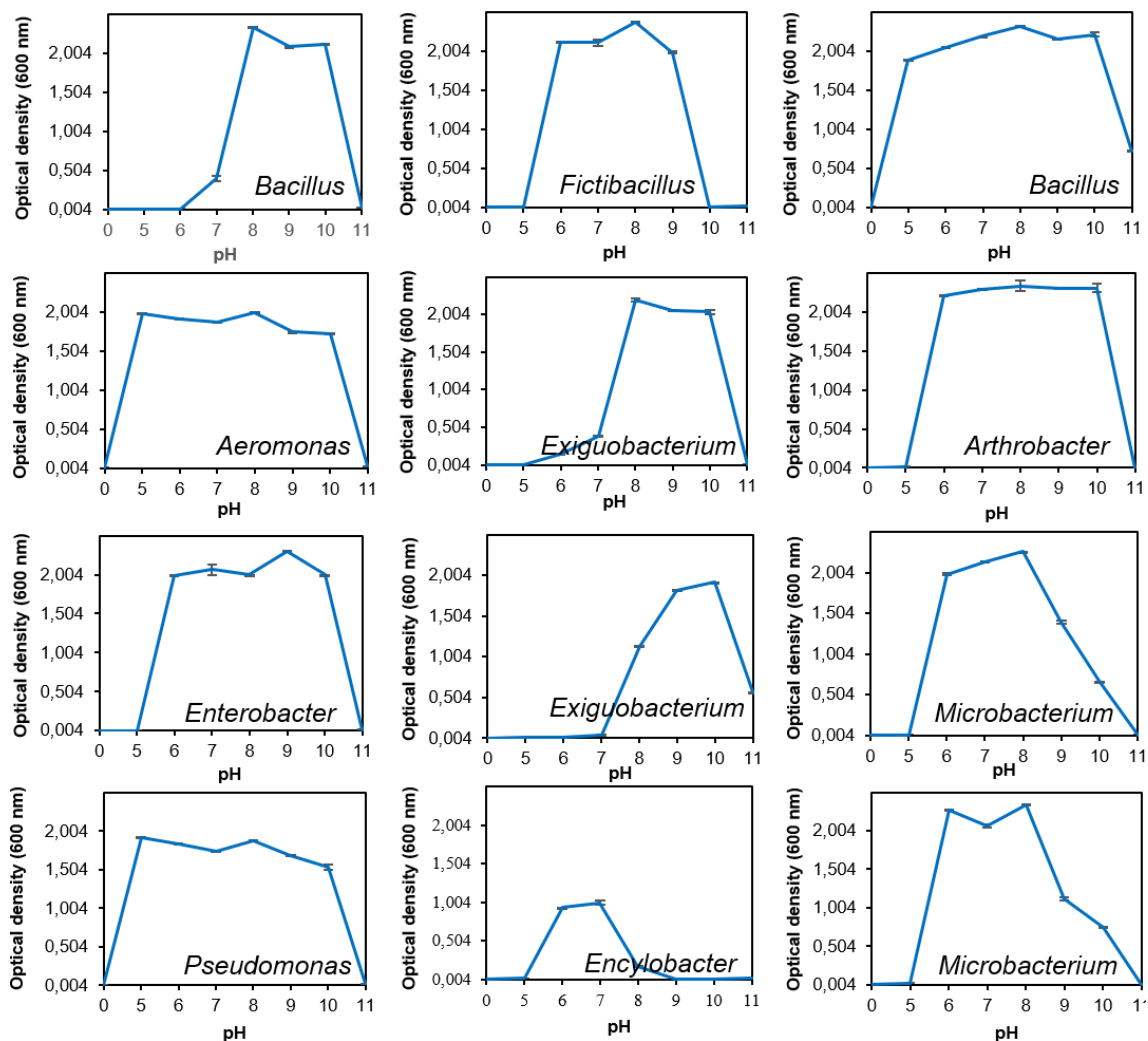 Optical density (600 nm)
2,004
1,504
1,004
0,504
0,004
Bacillus
0 5 6 7 8 9 10 11
pH
Optical density (600 nm)
2,004
1,504
1,004
0,504
0,004
Fictibacillus
0 5 6 7 8 9 10 11
pH
Optical density (600 nm)
2,004
1,504
1,004
0,504
0,004
Bacillus
0 5 6 7 8 9 10 11
pH
Optical density (600 nm)
2,004
1,504
1,004
0,504
0,004
Aeromonas
0 5 6 7 8 9 10 11
pH
Optical density (600 nm)
2,004
1,504
1,004
0,504
0,004
Exiguobacterium
0 5 6 7 8 9 10 11
pH
Optical density (600 nm)
2,004
1,504
1,004
0,504
0,004
Arthrobacter
0 5 6 7 8 9 10 11
pH
Optical density (600 nm)
2,004
1,504
1,004
0,504
0,004
Enterobacter
0 5 6 7 8 9 10 11
pH
Optical density (600 nm)
2,004
1,504
1,004
0,504
0,004
Exiguobacterium
0 5 6 7 8 9 10 11
pH
Optical density (600 nm)
2,004
1,504
1,004
0,504
0,004
Microbacterium
0 5 6 7 8 9 10 11
pH
Optical density (600 nm)
2,004
1,504
1,004
0,504
0,004
Pseudomonas
0 5 6 7 8 9 10 11
pH
Optical density (600 nm)
2,004
1,504
1,004
0,504
0,004
Encylobacter
0 5 6 7 8 9 10 11
pH
Optical density (600 nm)
2,004
1,504
1,004
0,504
0,004
Microbacterium
0 5 6 7 8 9 10 11
pH